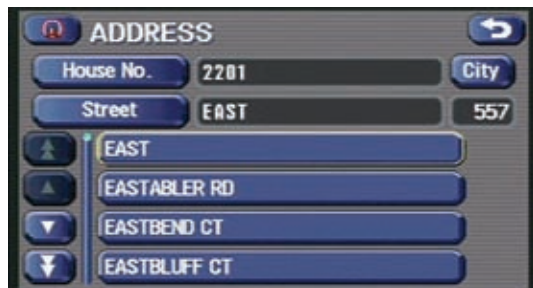 ADDRESS
House No. 2201 City
Street EAST 557
EAST
EASTABLER RD
EASTBEND CT
EASTBLUFF CT